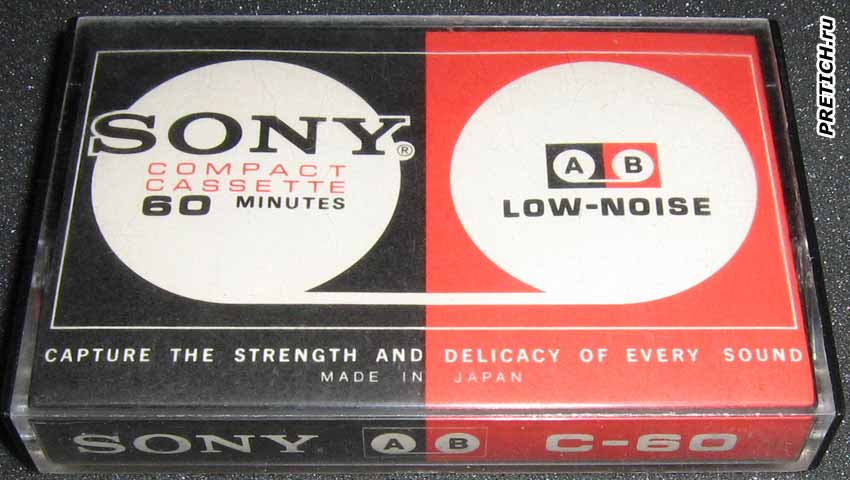 SONY®
COMPACT
CASSETTE
60 MINUTES
A B
LOW-NOISE
CAPTURE THE STRENGTH AND DELICACY OF EVERY SOUND
MADE IN JAPAN
SONY A B C-60
PRETICH.ru